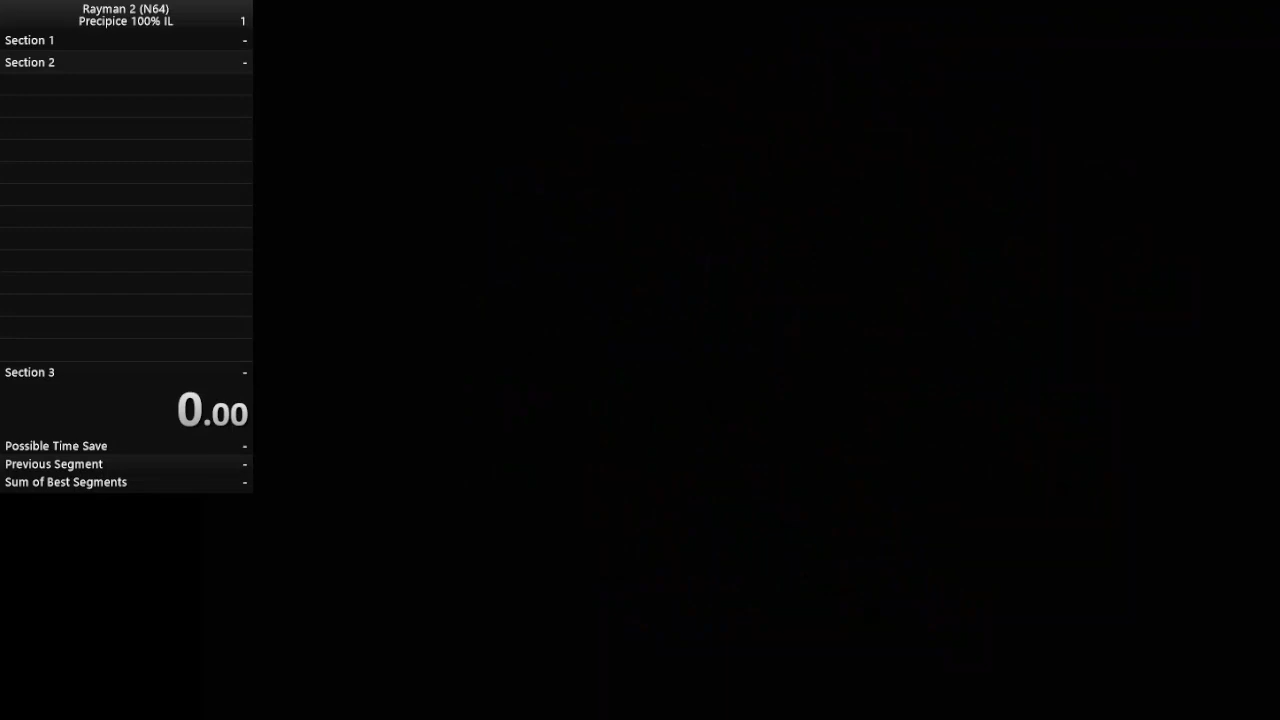 Rayman 2 (N64)
Precipice 100% IL 1
Section 1 -
Section 2 -
Section 3 -
0.00
Possible Time Save -
Previous Segment -
Sum of Best Segments -